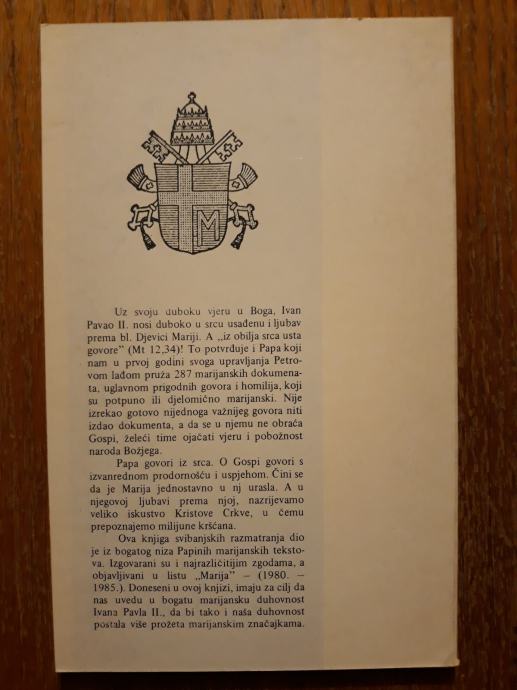 M
Uz svoju duboku vjeru u Boga, Ivan
Pavao II. nosi duboko u srcu usađenu i ljubav
prema bl. Djevici Mariji. A „iz obilja srca usta
govore" (Mt 12,34)! To potvrđuje i Papa koji
nam u prvoj godini svoga upravljanja Petro-
vom lađom pruža 287 marijanskih dokumena-
ta, uglavnom prigodnih govora i homilija, koji
su potpuno ili djelomično marijanski. Nije
izrekao gotovo nijednoga važnijeg govora niti
izdao dokumenta, a da se u njemu ne obraća
Gospi, želeći time ojačati vjeru i pobožnost
naroda Božjega.
Papa govori iz srca. O Gospi govori s
izvanrednom prodornošću i uspjehom. Čini se
da je Marija jednostavno u nj urasla. A u
njegovoj ljubavi prema njoj, nazrijevamo
veliko iskustvo Kristove Crkve, u čemu
prepoznajemo milijune kršćana.
Ova knjiga svibanjskih razmatranja dio
je iz bogatog niza Papinih marijanskih teksto-
va. Izgovarani su i najrazličitijim zgodama, a
objavljivani u listu „Marija" – (1980. –
1985.). Doneseni u ovoj knjizi, imaju za cilj da
nas uvedu u bogatu marijansku duhovnost
Ivana Pavla II., da bi tako i naša duhovnost
postala više prožeta marijanskim značajkama.